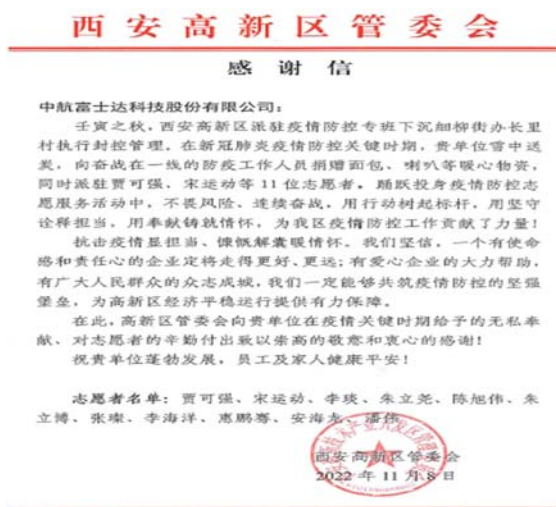 西安高新区管委会
感谢信
中航富士达科技股份有限公司：
壬寅之秋，西安高新区派驻疫情防控专班下沉细柳街办长里
村执行封控管理。在新冠肺炎疫情防控关键时期，贵单位雪中送
炭，向奋战在一线的防疫工作人员捐赠面包、喇叭等暖心物资，
同时派驻贾可强、宋运动等 11 位志愿者。踊跃投身疫情防控志
愿服务活动中，不畏风险、连续奋战，用行动树起标杆，用坚守
诠释担当，用奉献铸就情怀，为我区疫情防控工作贡献了力量！
抗击疫情显担当、慷慨解囊暖情怀。我们坚信，一个有使命
感和责任心的企业定将走得更好、更远；有爱心企业的大力帮助，
有广大人民群众的众志成城，我们一定能够共筑疫情防控的坚强
堡垒，为高新区经济平稳运行提供有力保障。
在此，高新区管委会向贵单位在疫情关键时期给予的无私奉
献、对志愿者的辛勤付出致以崇高的敬意和衷心的感谢！
祝贵单位蓬勃发展，员工及家人健康平安！
志愿者名单：贾可强、宋运动、李琰、朱立尧、陈旭伟、朱
立博、张璨、李海洋、惠鹏骞、安海龙、潘伟
西安高新区管委会
2022 年 11 月 8 日